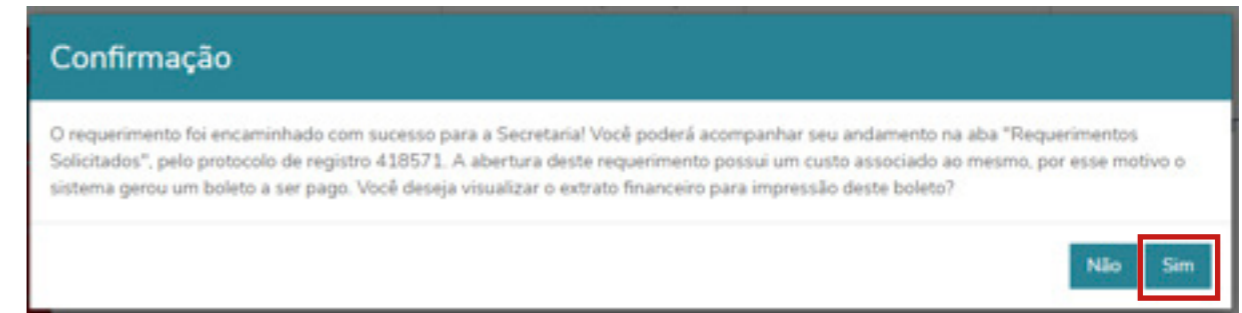 Confirmação
O requerimento foi encaminhado com sucesso para a Secretaria! Você poderá acompanhar seu andamento na aba "Requerimentos
Solicitados", pelo protocolo de registro 418571. A abertura deste requerimento possui um custo associado ao mesmo, por esse motivo o
sistema gerou um boleto a ser pago. Você deseja visualizar o extrato financeiro para impressão deste boleto?
Não Sim